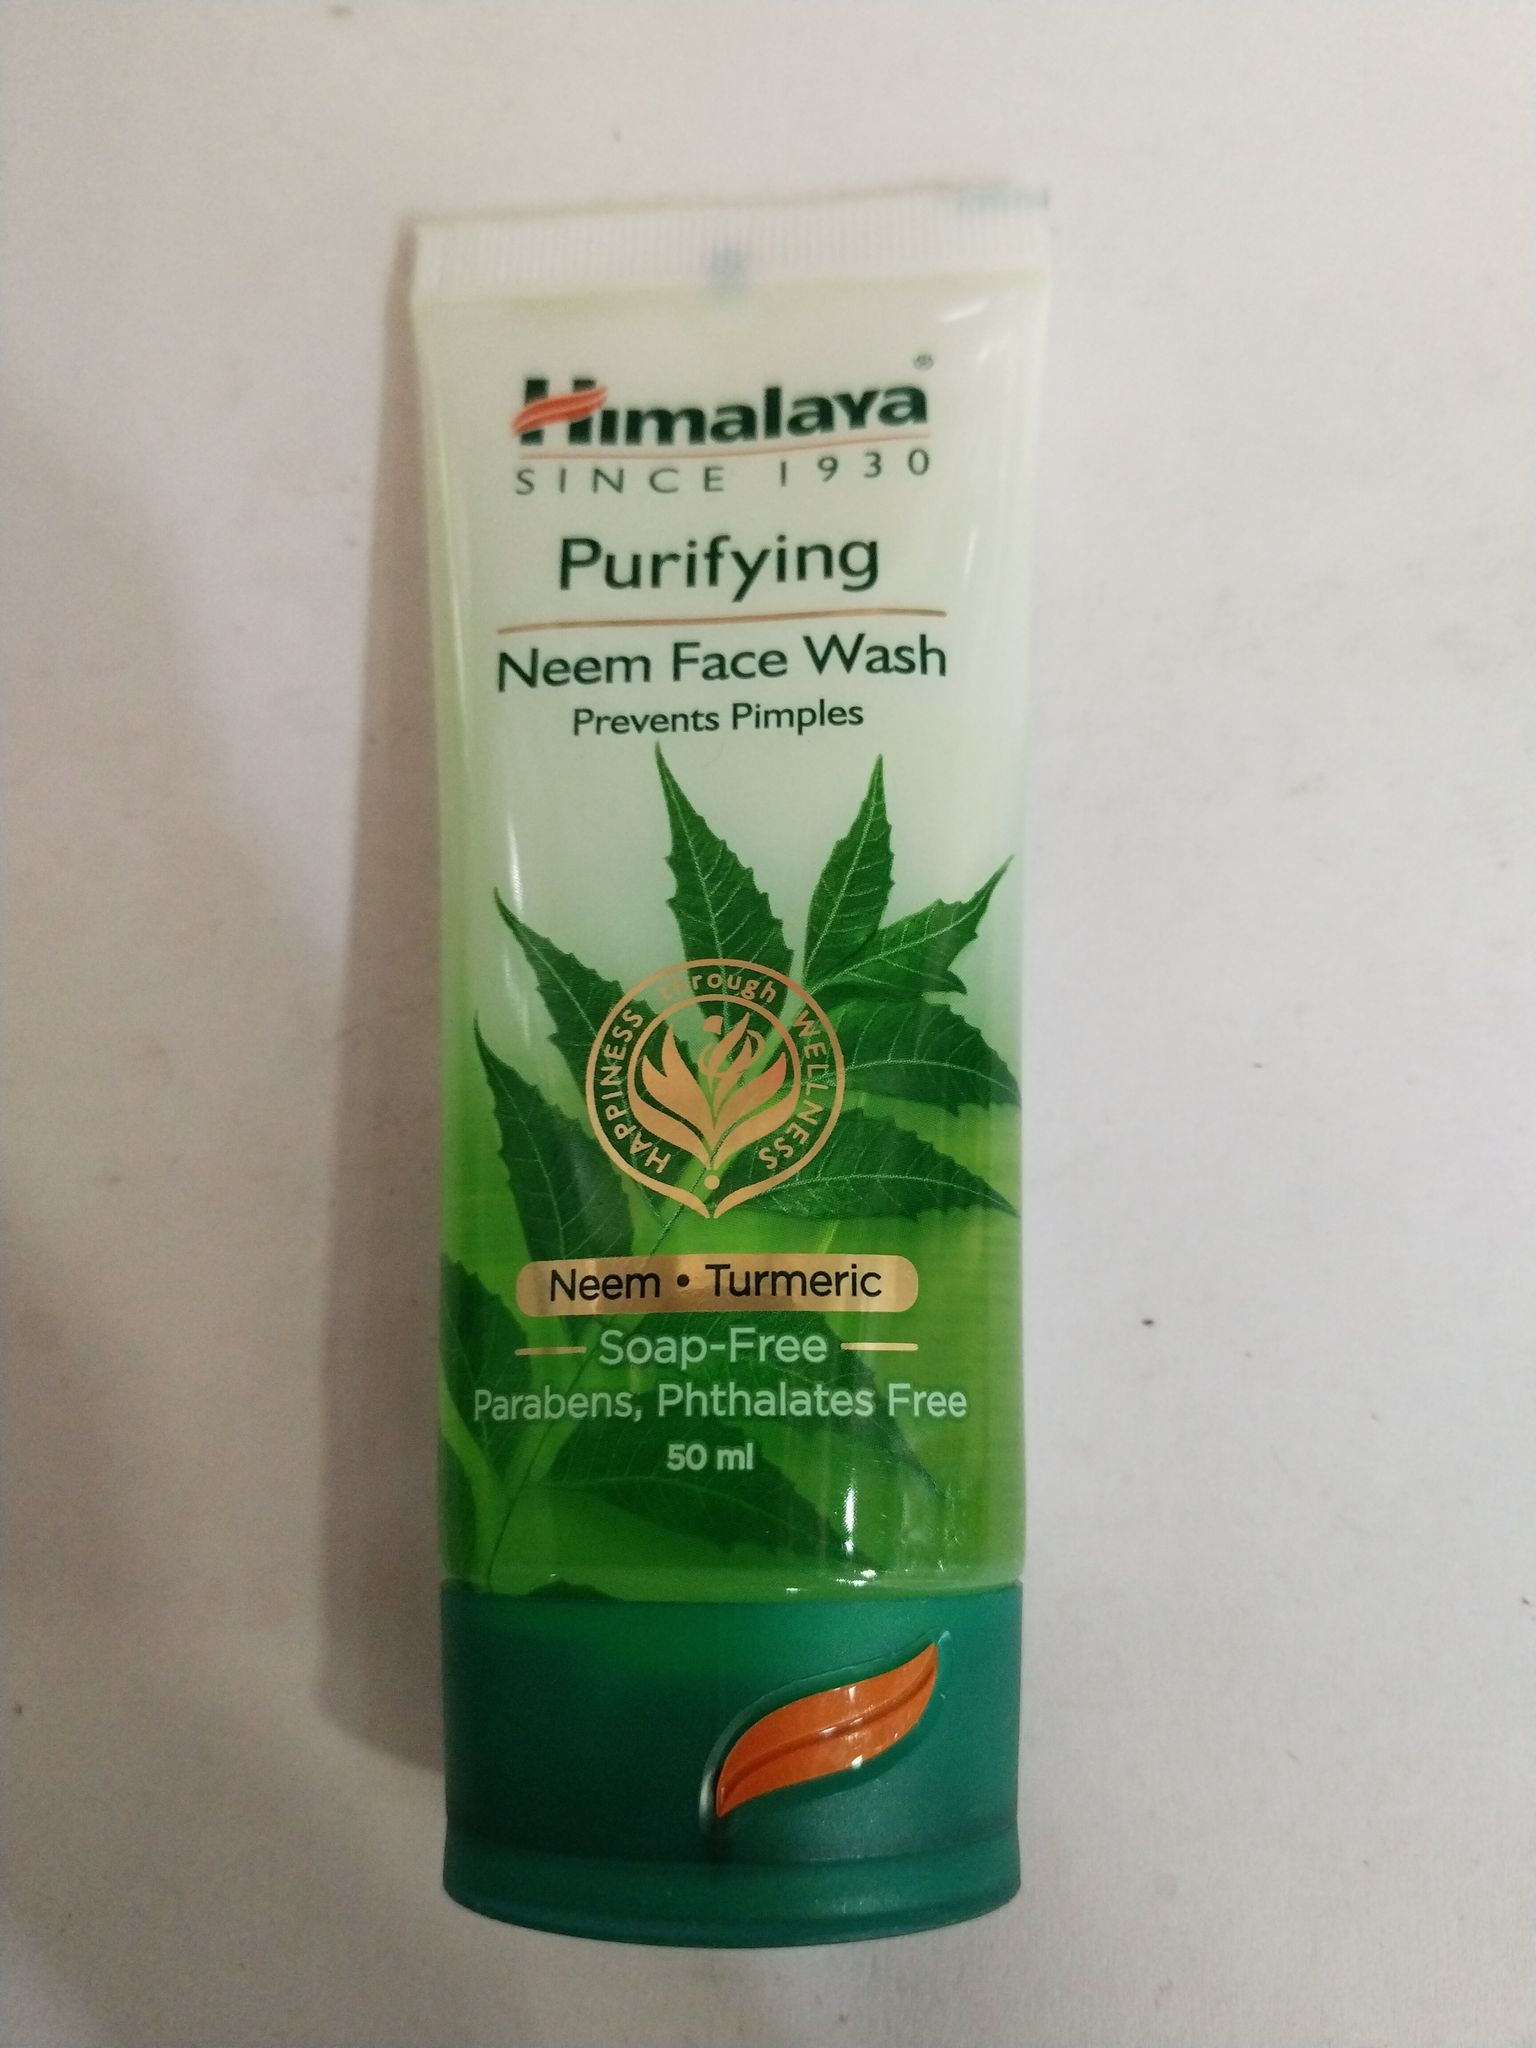 Himalaya®
SINCE 1930
Purifying
Neem Face Wash
Prevents Pimples
HAPPINESS through WELLNESS
Neem • Turmeric
Soap-Free
Parabens, Phthalates Free
50 ml